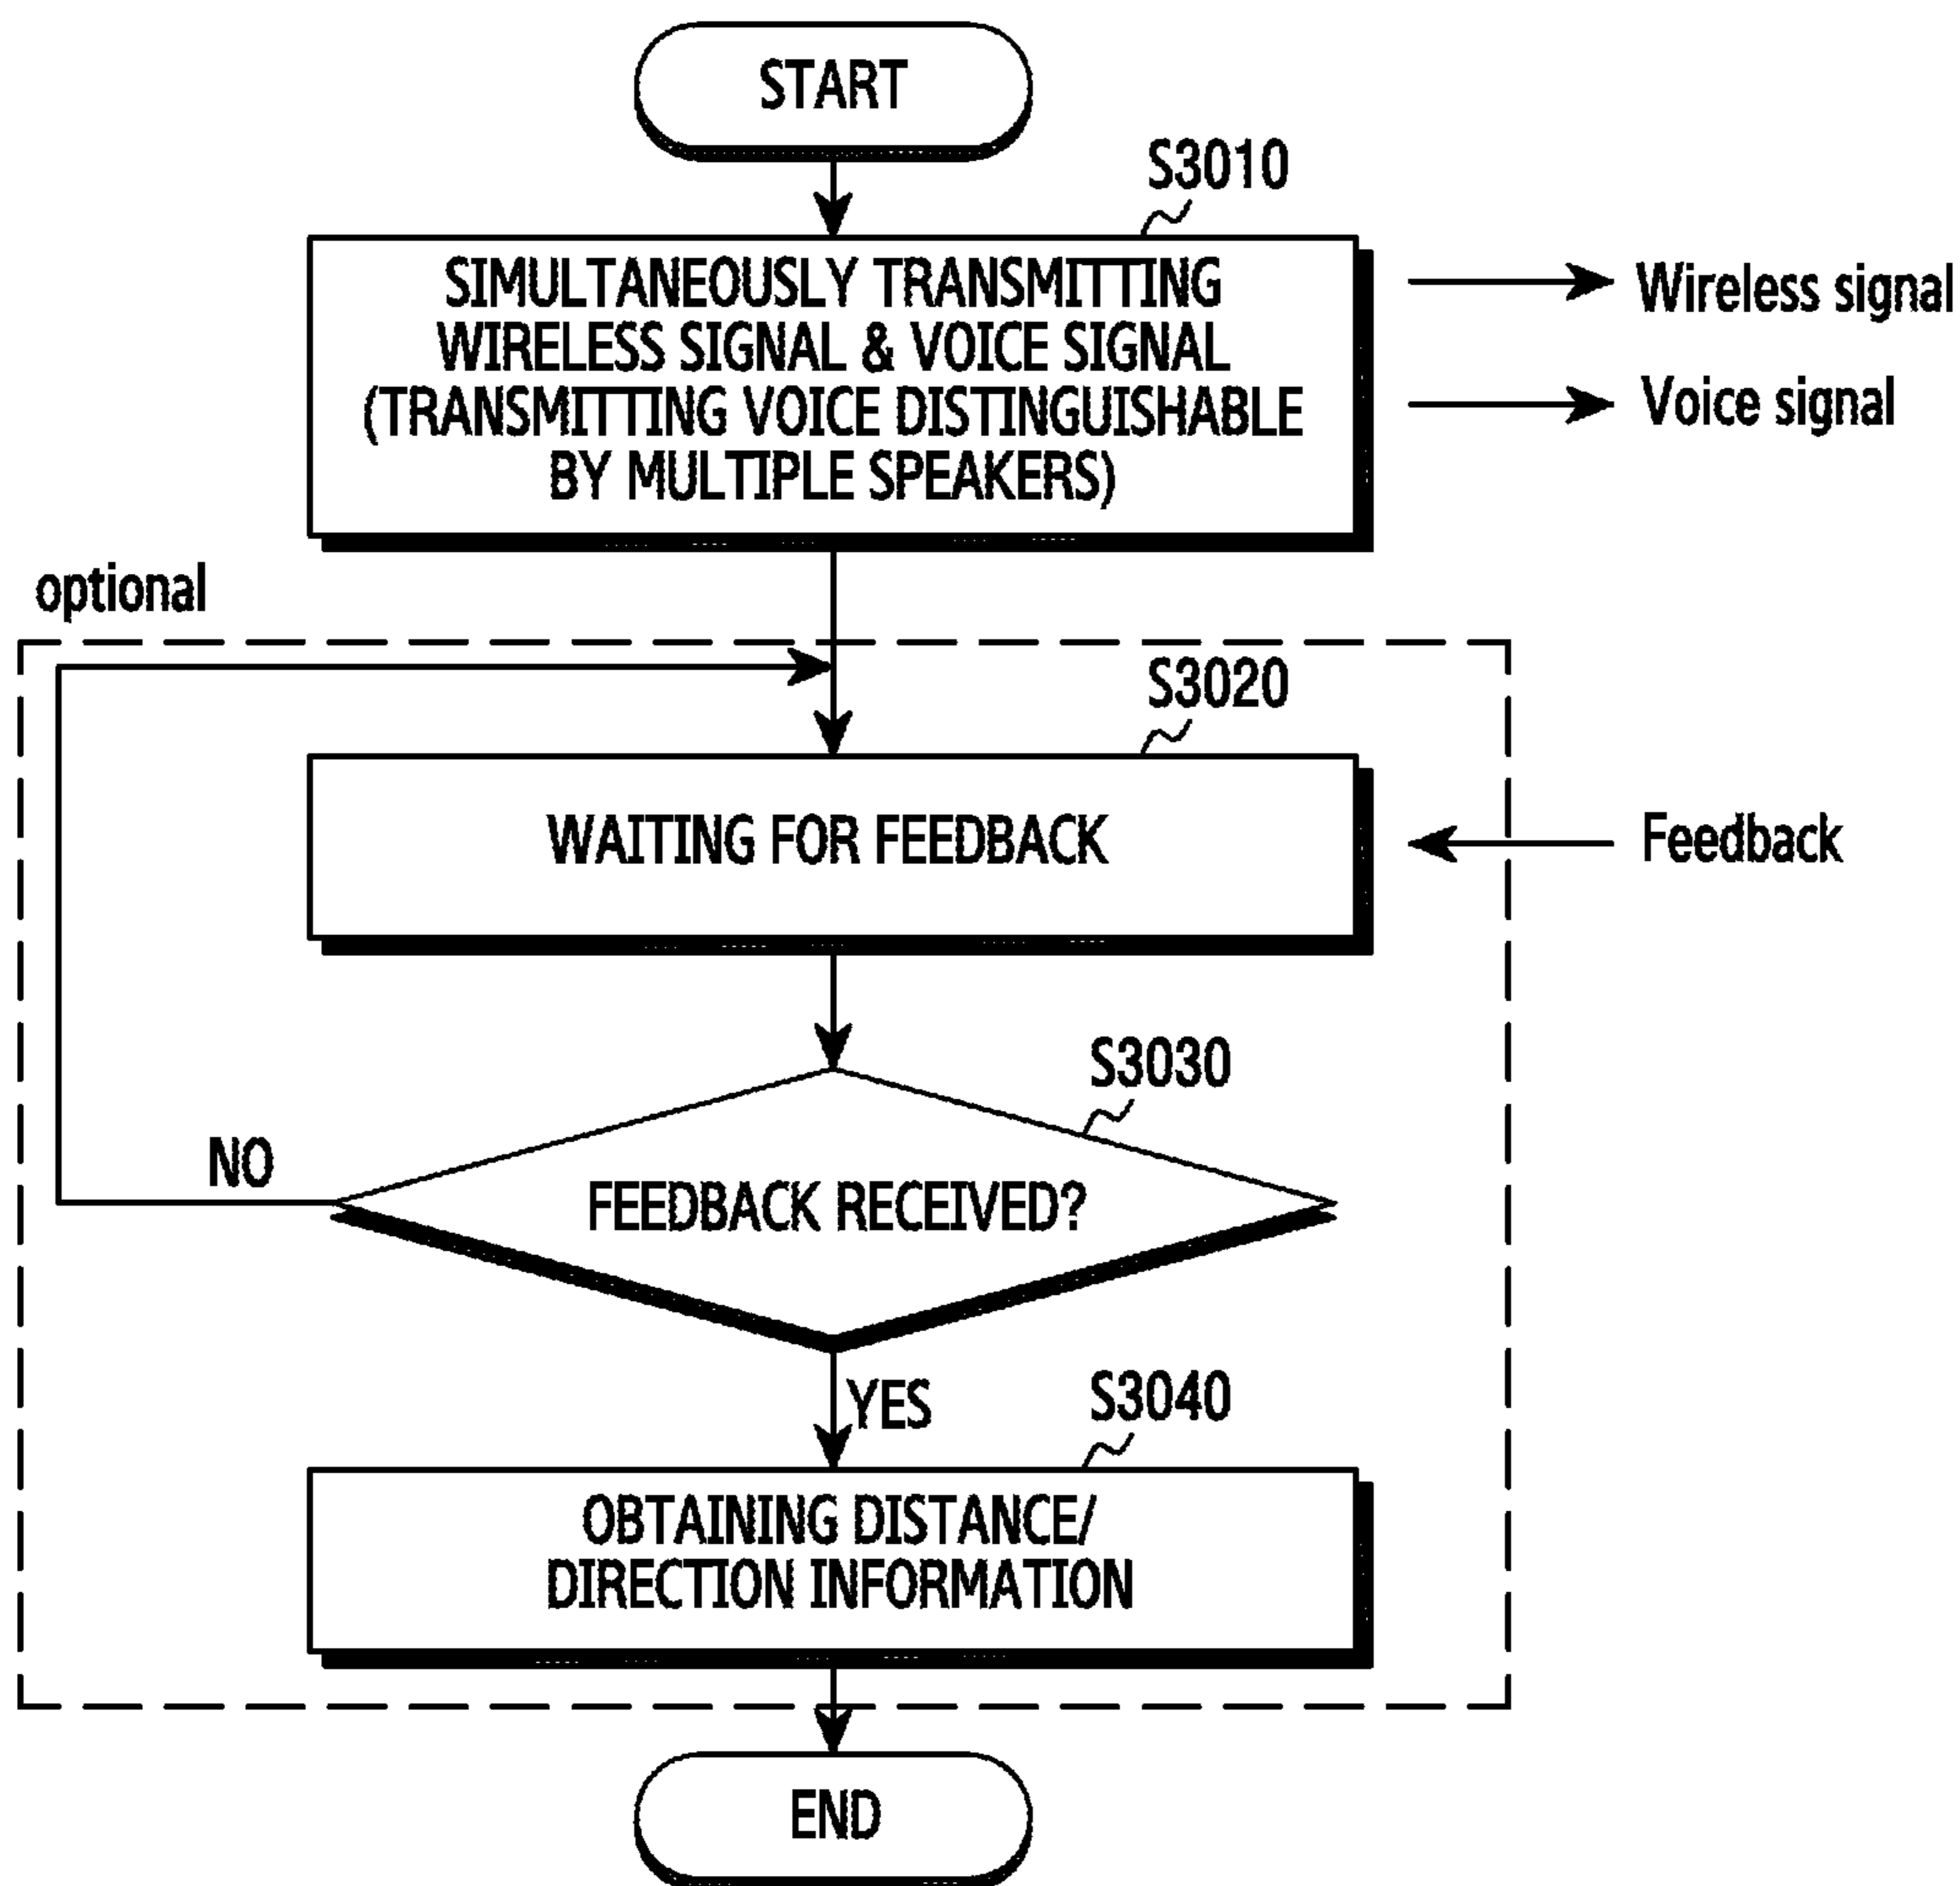 START
S3010
SIMULTANEOUSLY TRANSMITTING
WIRELESS SIGNAL & VOICE SIGNAL
(TRANSMITTING VOICE DISTINGUISHABLE
BY MULTIPLE SPEAKERS)
Wireless signal
Voice signal
optional
S3020
WAITING FOR FEEDBACK
Feedback
S3030
NO
FEEDBACK RECEIVED?
YES
S3040
OBTAINING DISTANCE/
DIRECTION INFORMATION
END